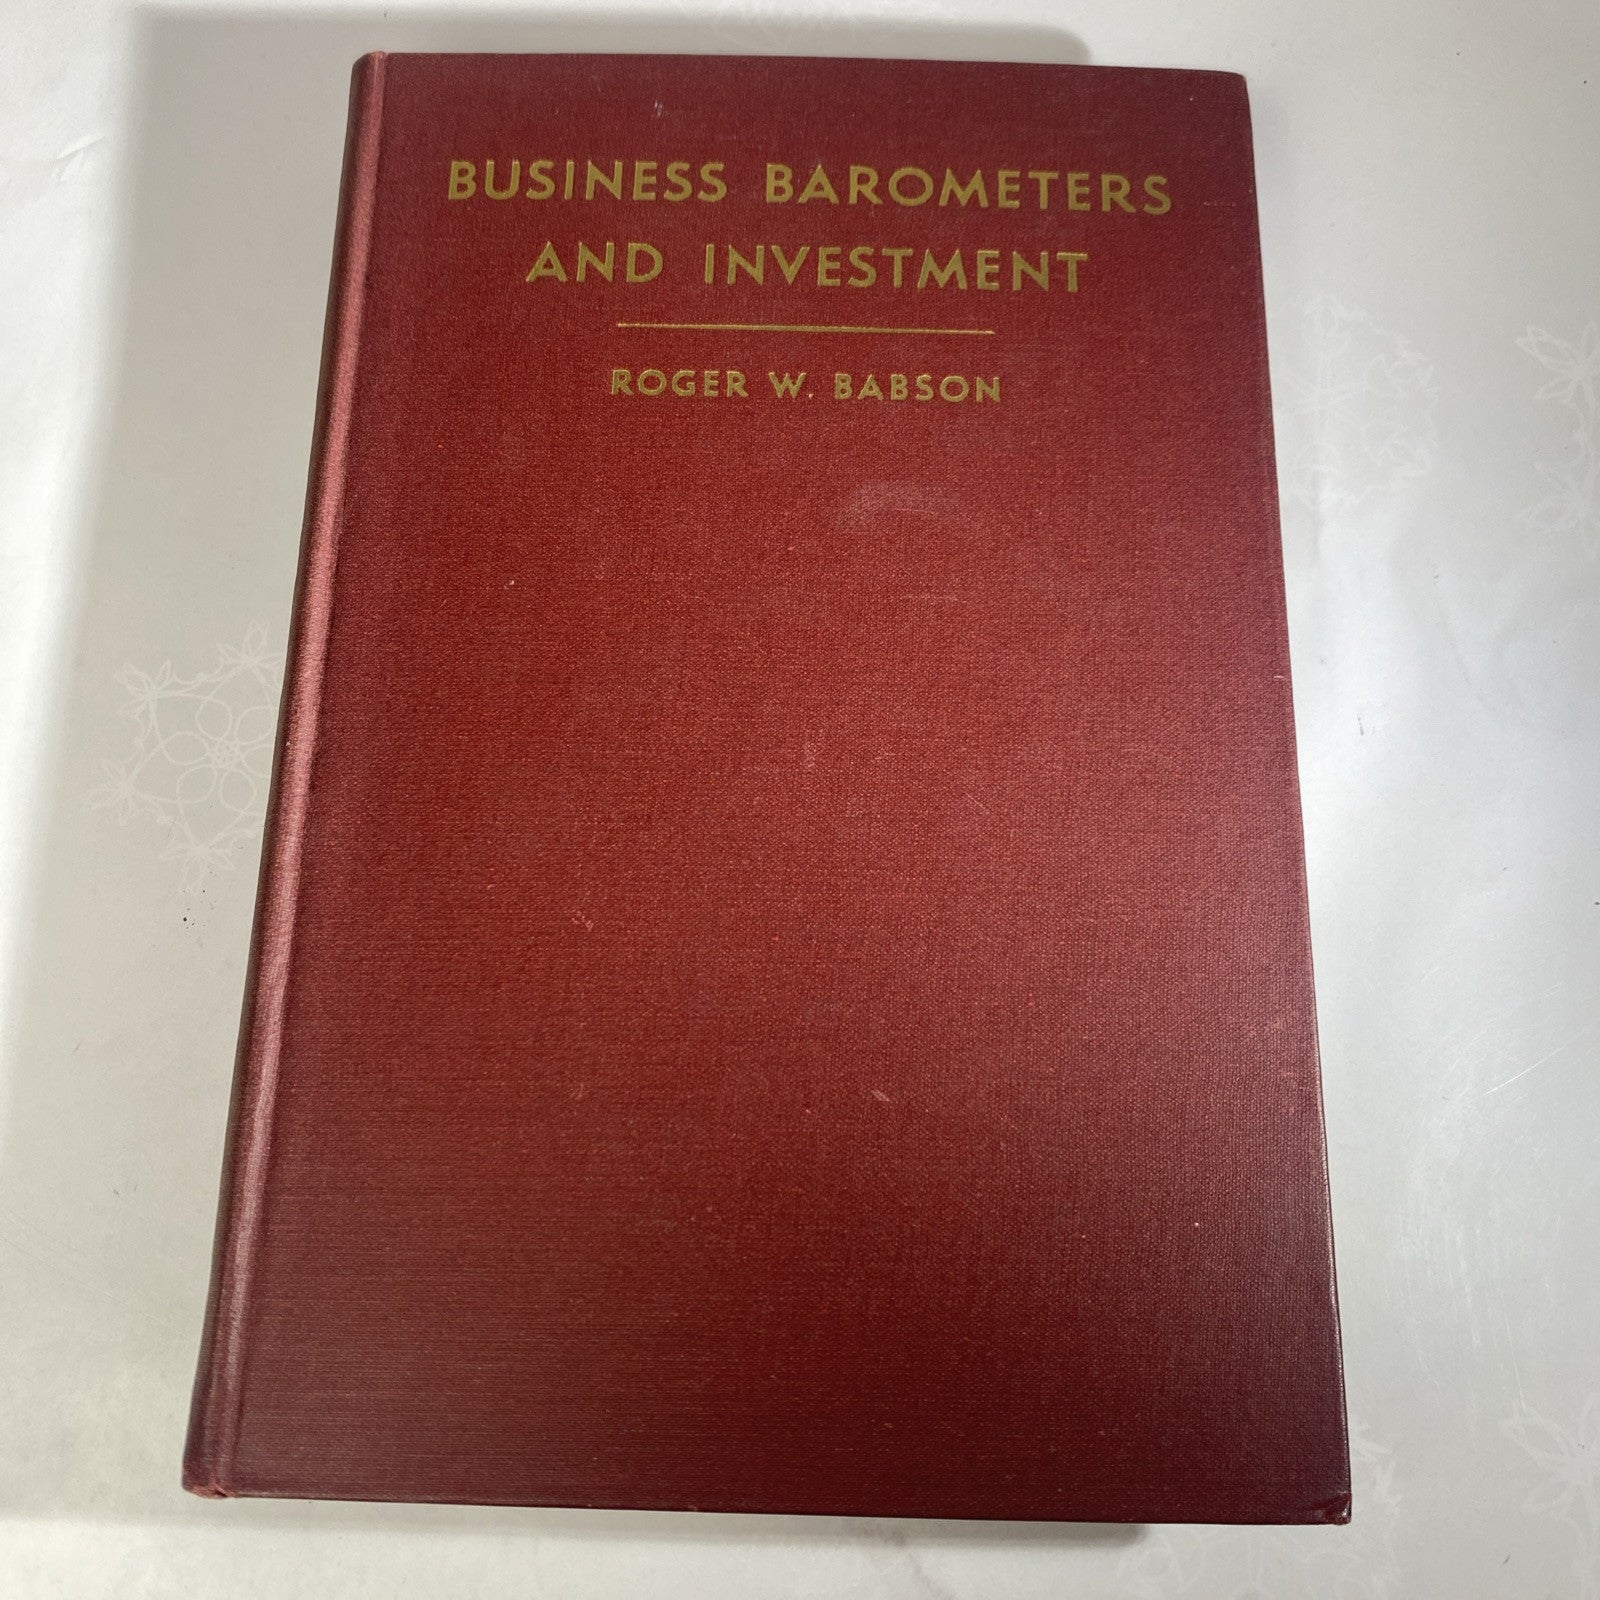 BUSINESS BAROMETERS
AND INVESTMENT
ROGER W. BABSON